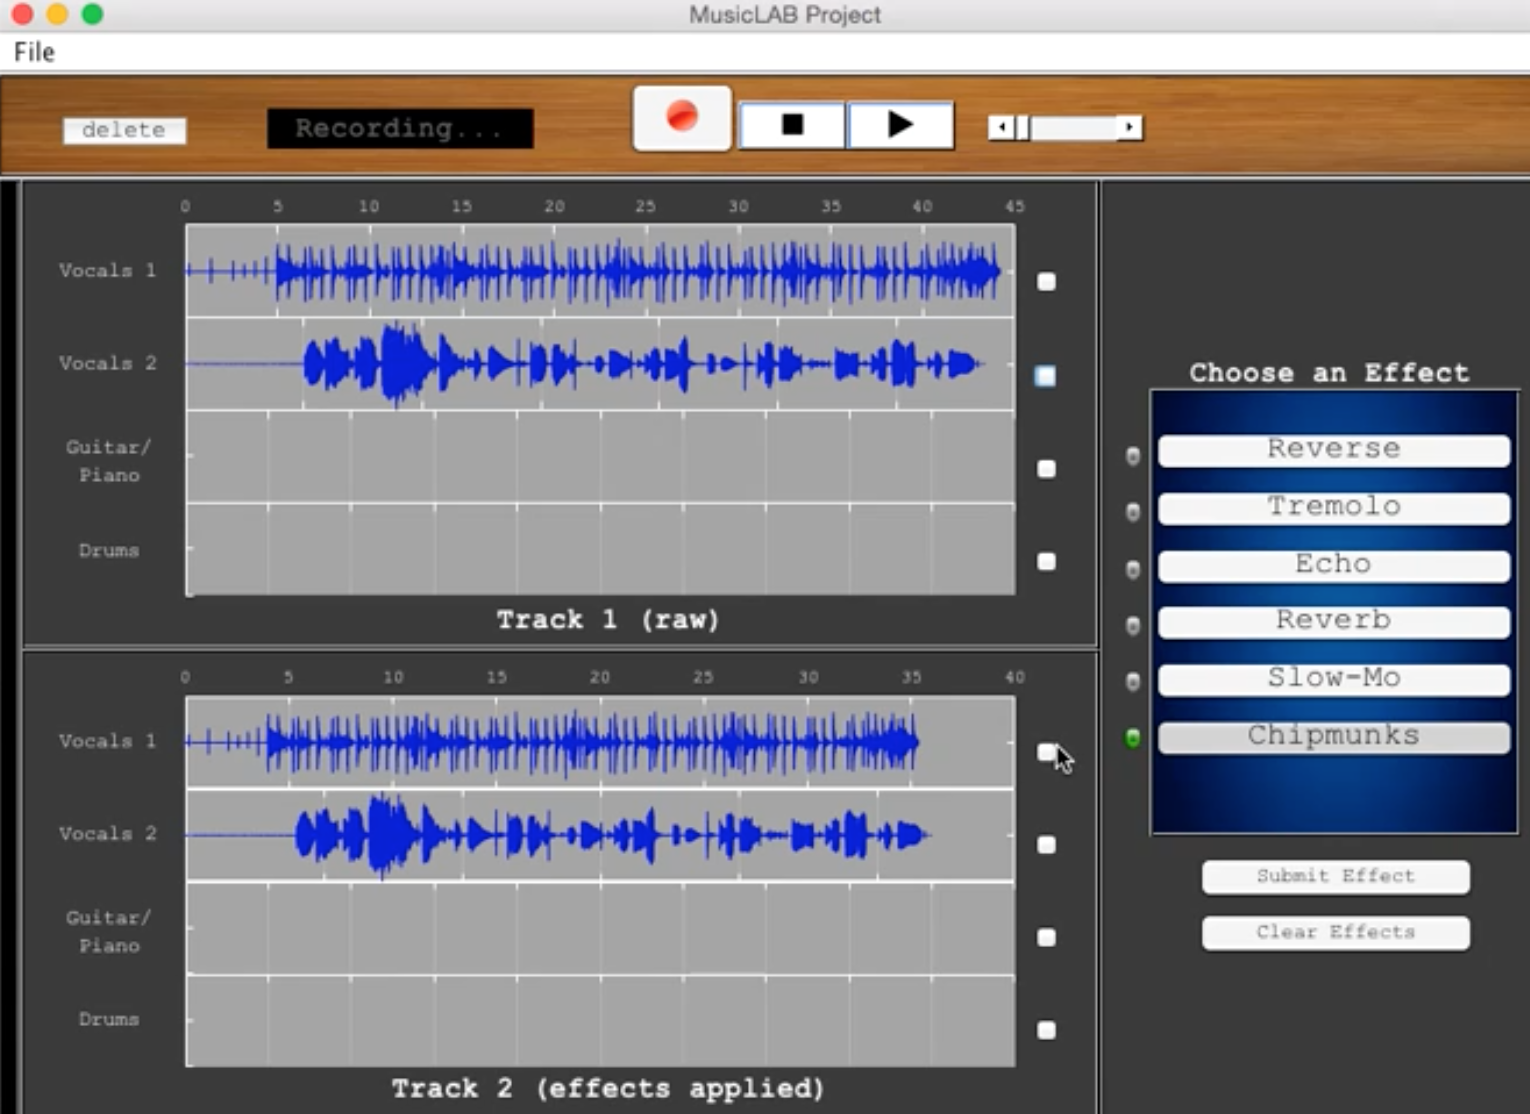 MusicLAB Project
File
delete
Recording...
0 5 10 15 20 25 30 35 40 45
Vocals 1
Vocals 2
Guitar/
Piano
Drums
Track 1 (raw)
0 5 10 15 20 25 30 35 40
Vocals 1
Vocals 2
Guitar/
Piano
Drums
Track 2 (effects applied)
Choose an Effect
Reverse
Tremolo
Echo
Reverb
Slow-Mo
Chipmunks
Submit Effect
Clear Effects